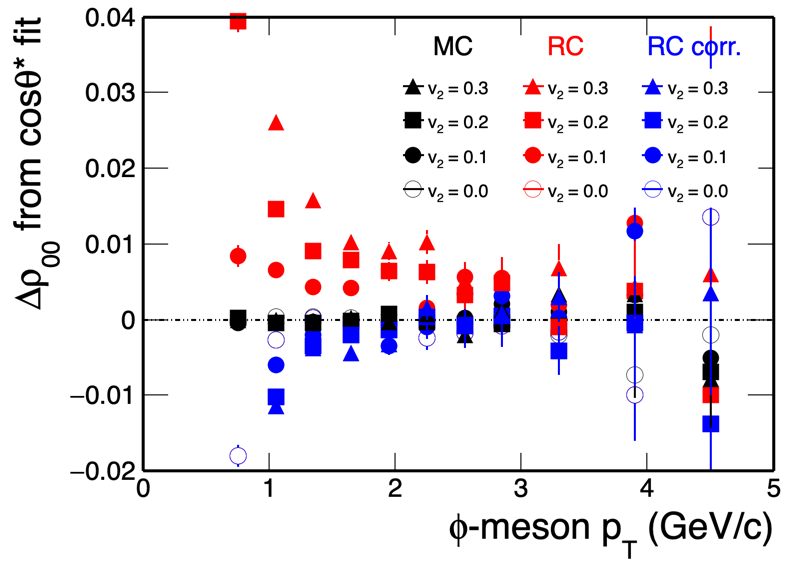 Δρ00 from cosθ* fit
0.04
0.03
0.02
0.01
0
−0.01
−0.02
MC RC RC corr.
v2 = 0.3 v2 = 0.3 v2 = 0.3
v2 = 0.2 v2 = 0.2 v2 = 0.2
v2 = 0.1 v2 = 0.1 v2 = 0.1
v2 = 0.0 v2 = 0.0 v2 = 0.0
0 1 2 3 4 5
ϕ-meson pT (GeV/c)